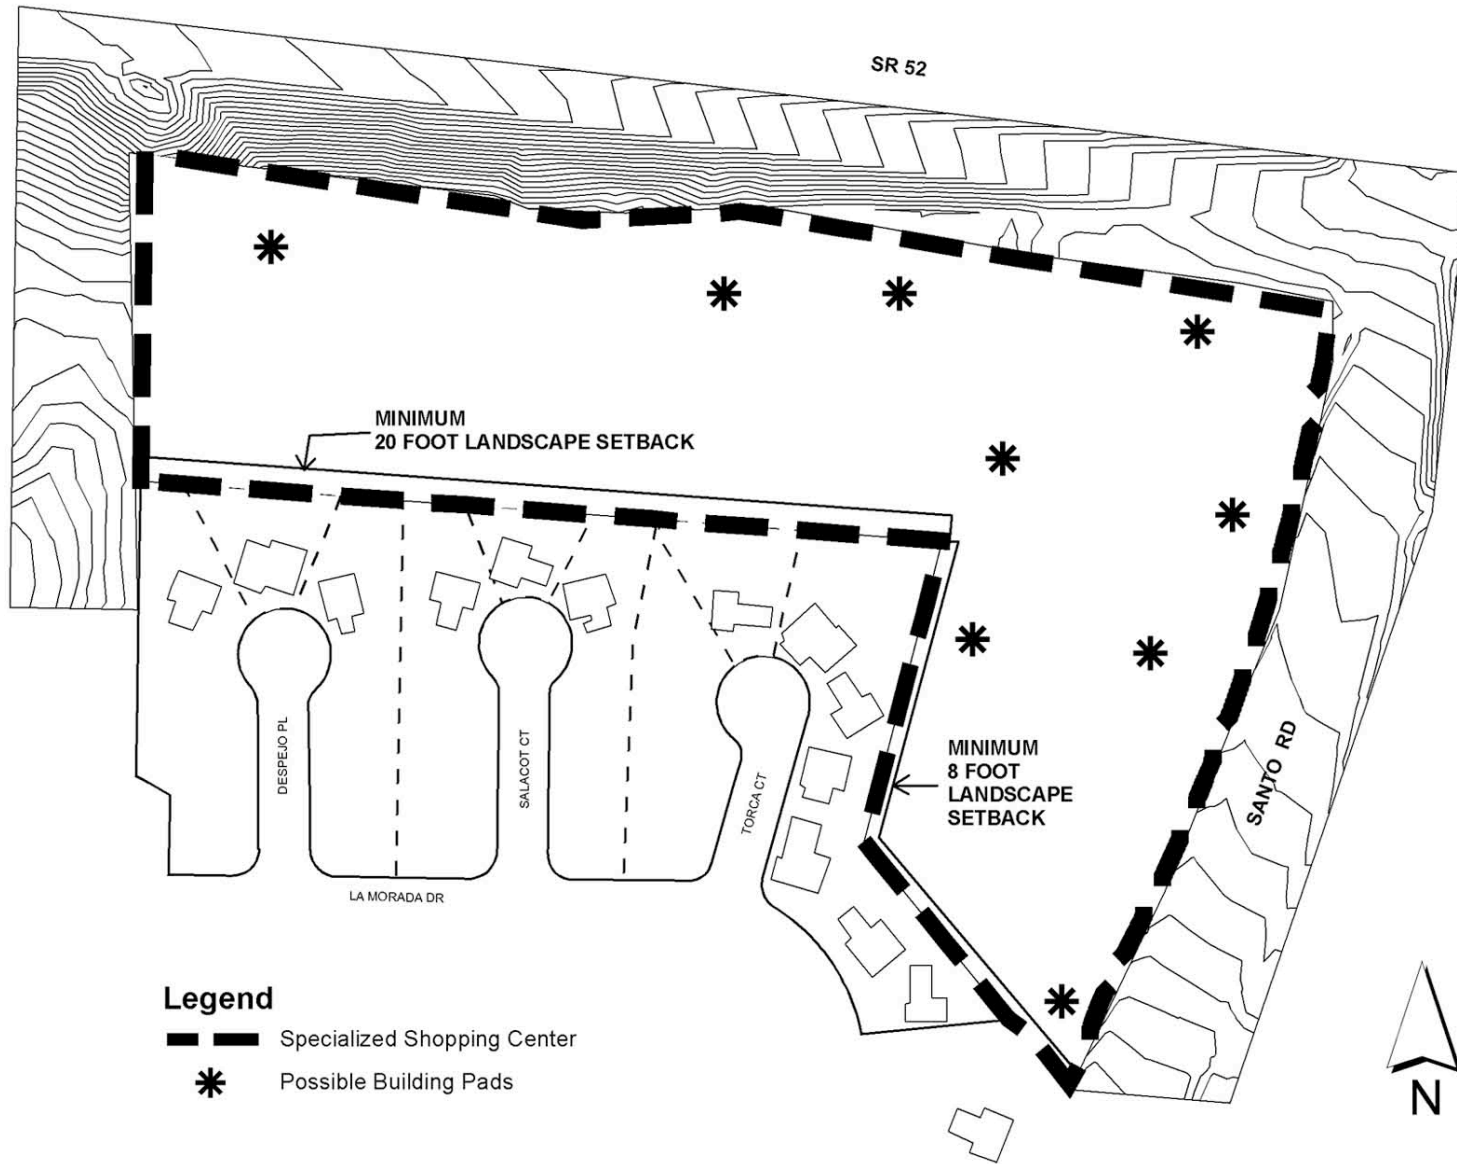 SR 52
MINIMUM
20 FOOT LANDSCAPE SETBACK
MINIMUM
8 FOOT
LANDSCAPE
SETBACK
SANTO RD
DESPEJO PL
SALACOT CT
TORCA CT
LA MORADA DR
Legend
Specialized Shopping Center
Possible Building Pads
N